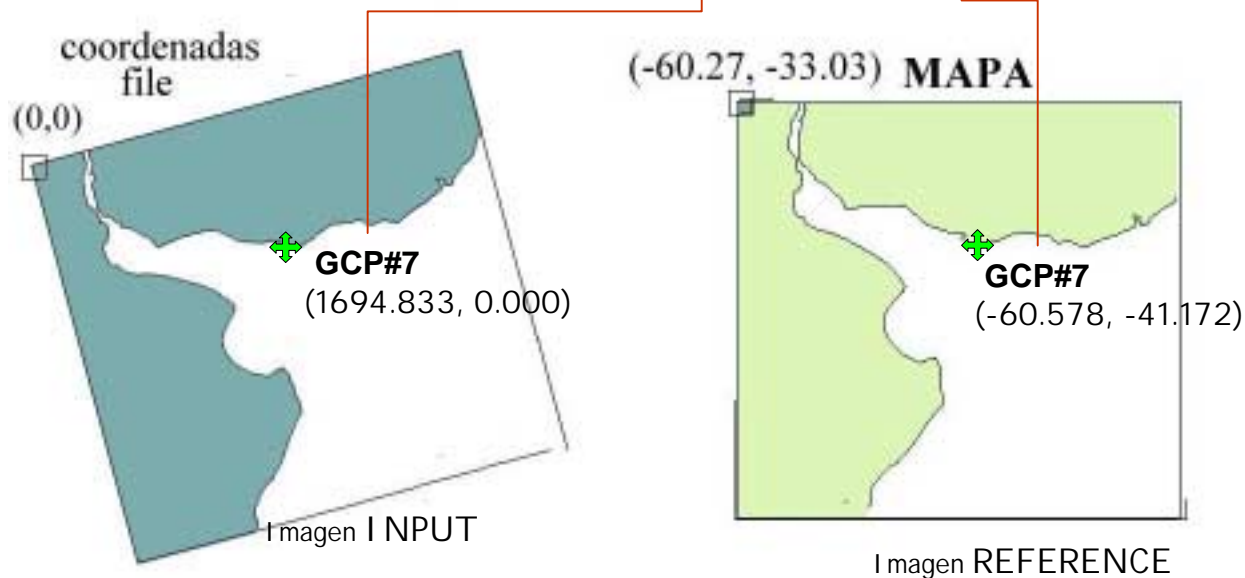 coordenadas
file
(0,0)
GCP#7
(1694.833, 0.000)
Imagen INPUT
(-60.27, -33.03) MAPA
GCP#7
(-60.578, -41.172)
Imagen REFERENCE